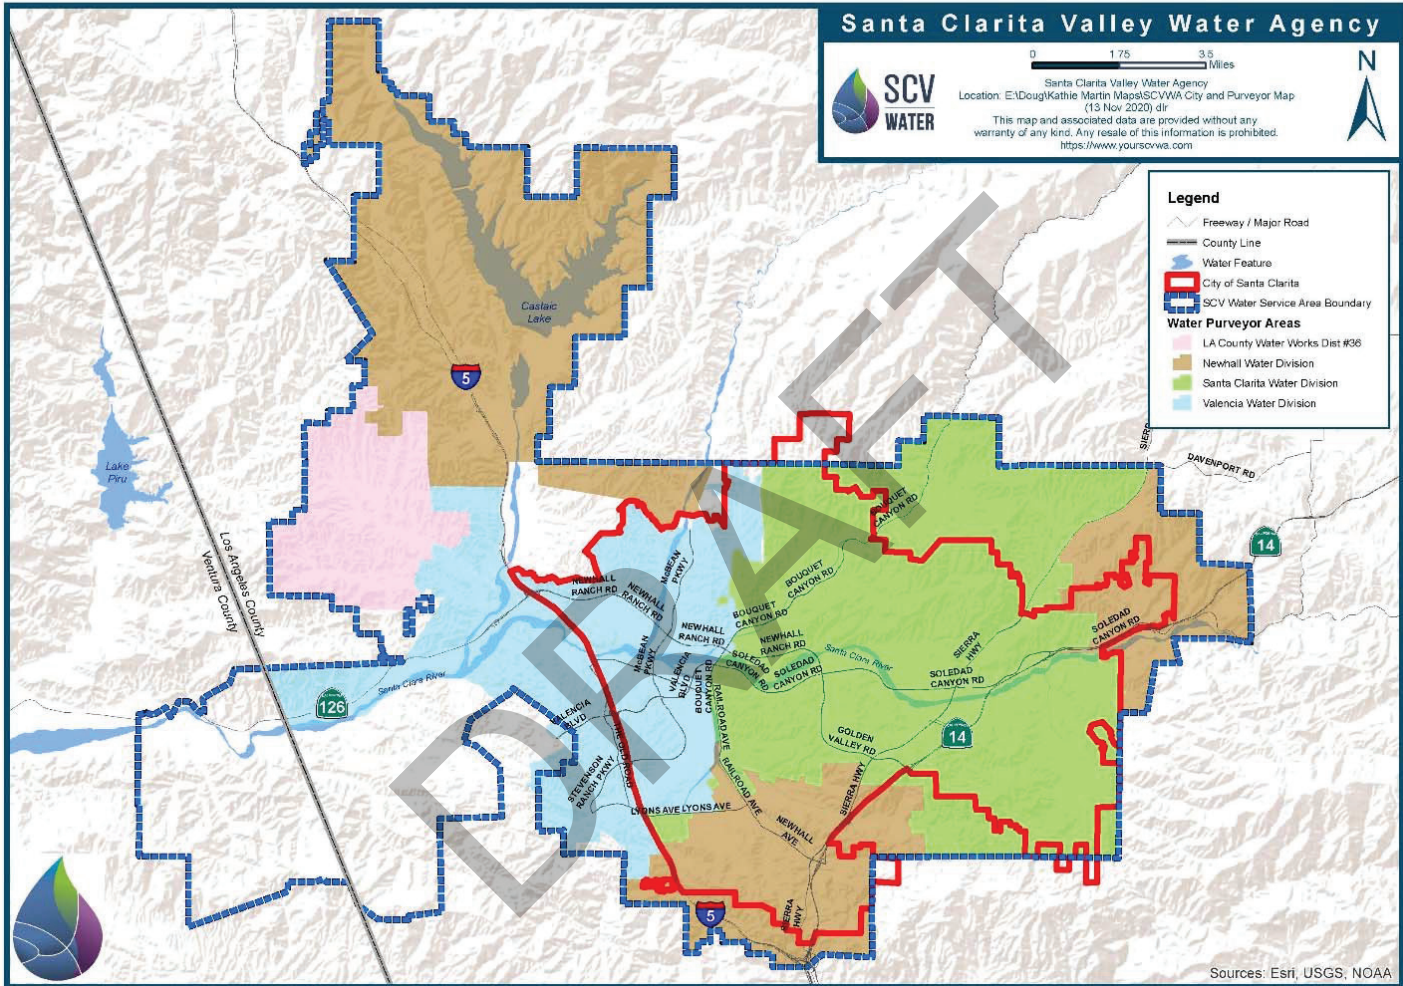 Santa Clarita Valley Water Agency
0 1.75 3.5
Miles
N
SCV
WATER
Santa Clarita Valley Water Agency
Location: E:\Doug\Kathie Martin Maps\SCVWA City and Purveyor Map
(13 Nov 2020) dlr
This map and associated data are provided without any
warranty of any kind. Any resale of this information is prohibited.
https://www.yourscvwa.com
Legend
Freeway / Major Road
County Line
Water Feature
City of Santa Clarita
SCV Water Service Area Boundary
Water Purveyor Areas
LA County Water Works Dist #36
Newhall Water Division
Santa Clarita Water Division
Valencia Water Division
Castaic
Lake
5
Lake
Piru
Los Angeles County
Ventura County
DRAFT
SIERR
DAVENPORT RD
14
BOUQUET
CANYON RD
McBEAN
PKWY
NEWHALL
RANCH RD
NEWHALL
RANCH RD
BOUQUET
CANYON RD
BOUQUET
CANYON RD
NEWHALL
RANCH RD
NEWHALL
RANCH RD
SOLEDAD
CANYON RD
SIERRA
HWY
McBEAN
PKWY
VALENCIA
BLVD
BOUQUET
CANYON RD
SOLEDAD
CANYON RD
SOLEDAD
CANYON RD
Santa Clara River
SOLEDAD
CANYON RD
Santa Clara River
126
VALENCIA
BLVD
THE OLD ROAD
RAILROAD AVE
GOLDEN
VALLEY RD
14
STEVENSON
RANCH PKWY
RAILROAD AVE
SIERRA HWY
LYONS AVE LYONS AVE
NEWHALL
AVE
5
SIERRA
HWY
Sources: Esri, USGS, NOAA